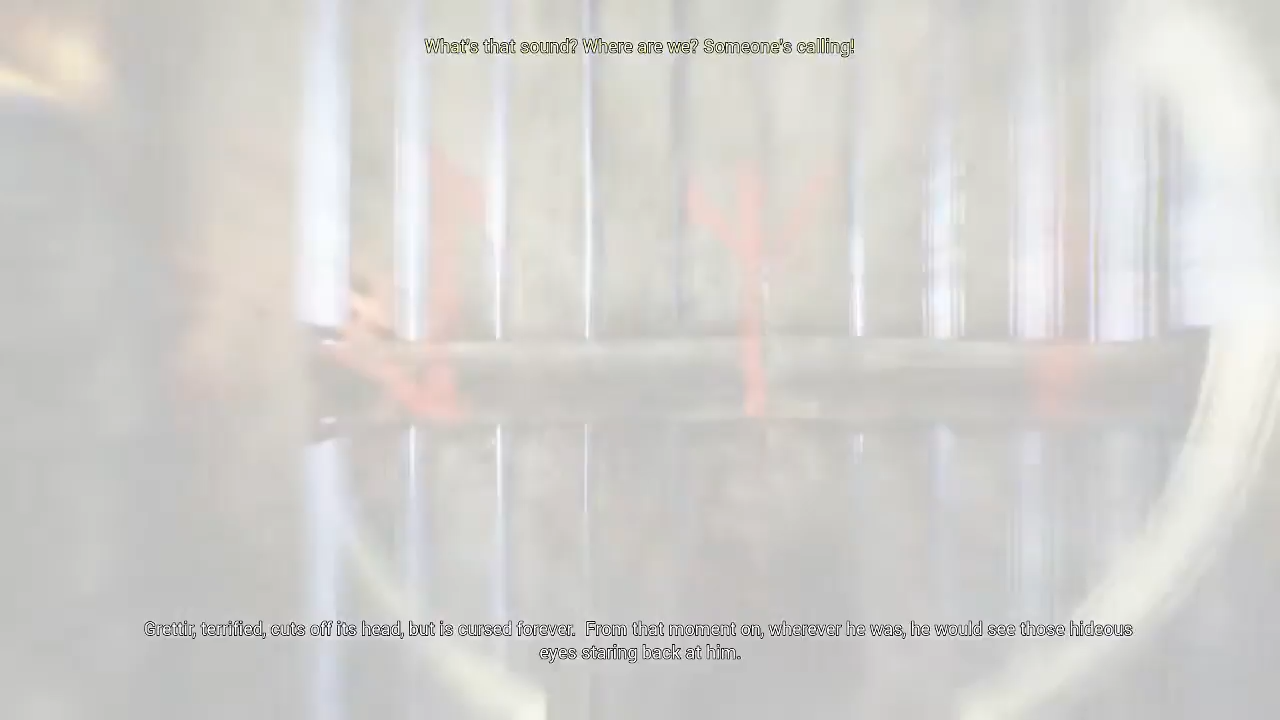 What's that sound? Where are we? Someone's calling!
Grettir, terrified, cuts off its head, but is cursed forever.  From that moment on, wherever he was, he would see those hideous
eyes staring back at him.